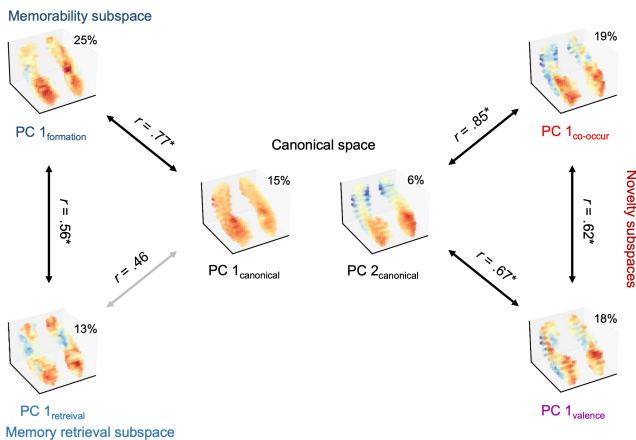 Memorability subspace
25%
19%
PC 1formation
PC 1co-occur
r = .77*
r = .85*
Canonical space
15%
6%
r = .56*
r = .62*
Novelty subspaces
PC 1canonical
PC 2canonical
r = .46
r = .67*
13%
18%
PC 1retreival
PC 1valence
Memory retrieval subspace